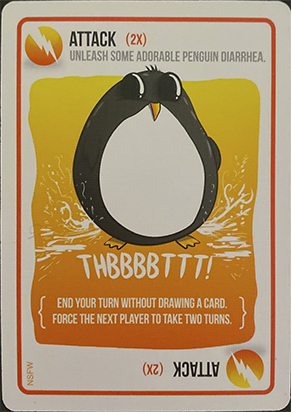 ATTACK (2X)
UNLEASH SOME ADORABLE PENGUIN DIARRHEA.
THBBBBTTT!
END YOUR TURN WITHOUT DRAWING A CARD.
FORCE THE NEXT PLAYER TO TAKE TWO TURNS.
NSFW
ATTACK (2X)